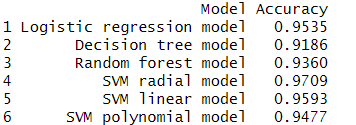 Model Accuracy
1 Logistic regression model 0.9535
2 Decision tree model 0.9186
3 Random forest model 0.9360
4 SVM radial model 0.9709
5 SVM linear model 0.9593
6 SVM polynomial model 0.9477